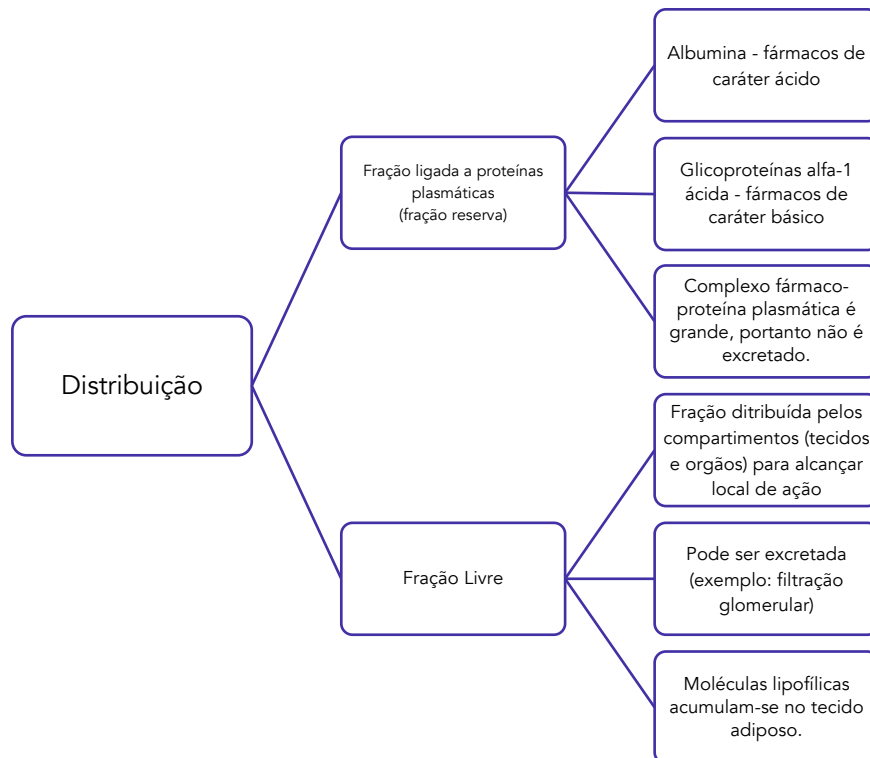 Distribuição
Fração ligada a proteínas
plasmáticas
(fração reserva)
Albumina - fármacos de
caráter ácido
Glicoproteínas alfa-1
ácida - fármacos de
caráter básico
Complexo fármaco-
proteína plasmática é
grande, portanto não é
excretado.
Fração Livre
Fração ditribuída pelos
compartimentos (tecidos
e orgãos) para alcançar
local de ação
Pode ser excretada
(exemplo: filtração
glomerular)
Moléculas lipofílicas
acumulam-se no tecido
adiposo.